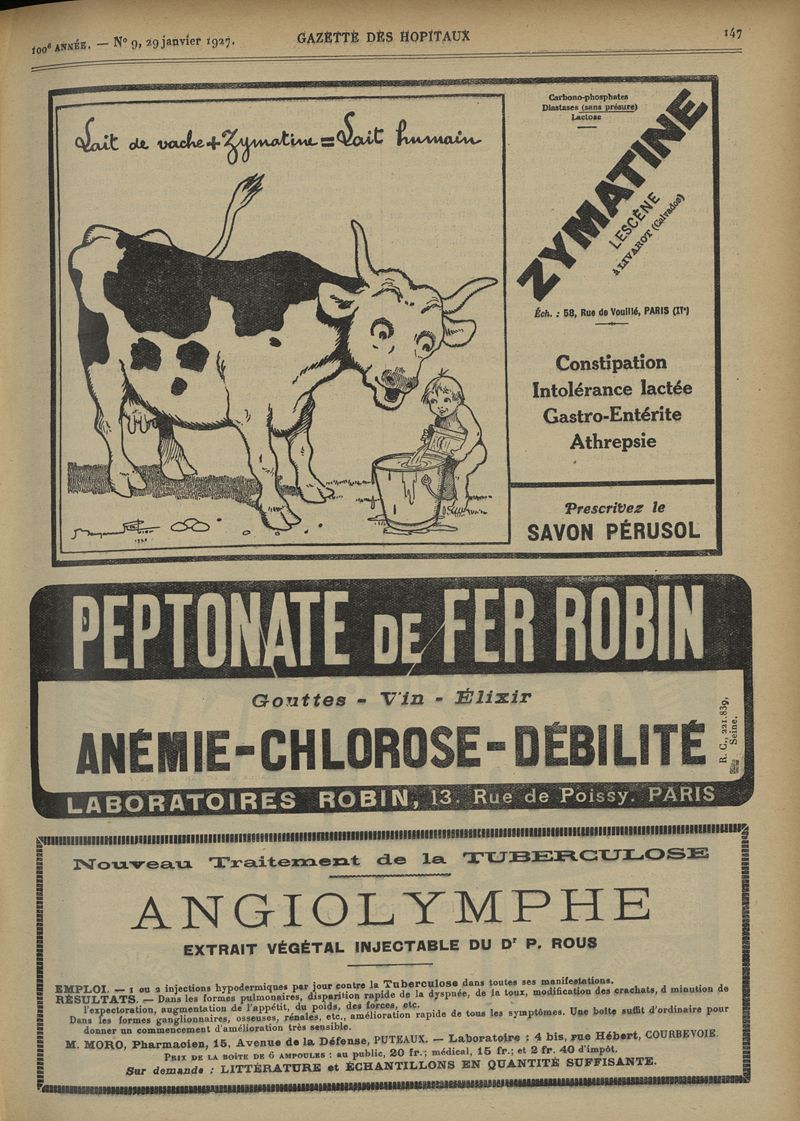 100e ANNÉE. — No 9, 29 janvier 1927.
GAZETTE DES HOPITAUX
147
Lait de vache + Zymatine = Lait humain
Carbono-phosphates
Diastases (sans présure)
Lactose
ZYMATINE
LESCÈNE
À LIVAROT (Calvados)
Éch. : 58, Rue de Vouillé, PARIS (XVe)
Constipation
Intolérance lactée
Gastro-Entérite
Athrepsie
Prescrivez le
SAVON PÉRUSOL
PEPTONATE DE FER ROBIN
Gouttes - Vin - Élixir
ANÉMIE-CHLOROSE-DÉBILITÉ
R. C., 221.839,
Seine.
LABORATOIRES ROBIN, 13. Rue de Poissy. PARIS
Nouveau Traitement de la TUBERCULOSE
ANGIOLYMPHE
EXTRAIT VÉGÉTAL INJECTABLE DU Dr P. ROUS
EMPLOI. — 1 ou 2 injections hypodermiques par jour contre la Tuberculose dans toutes ses manifestations.
RÉSULTATS. — Dans les formes pulmonaires, disparition rapide de la dyspnée, de la toux, modification des crachats, d minution de
l'expectoration, augmentation de l'appétit, du poids, des forces, etc.
Dans les formes ganglionnaires, osseuses, rénales, etc., amélioration rapide de tous les symptômes. Une boîte suffit d'ordinaire pour
donner un commencement d'amélioration très sensible.
M. MORO, Pharmacien, 15, Avenue de la Défense, PUTEAUX. — Laboratoire : 4 bis, rue Hébert, COURBEVOIE.
PRIX DE LA BOITE DE 6 AMPOULES : au public, 20 fr.; médical, 15 fr.; et 2 fr. 40 d'impôt.
Sur demande : LITTÉRATURE et ÉCHANTILLONS EN QUANTITÉ SUFFISANTE.